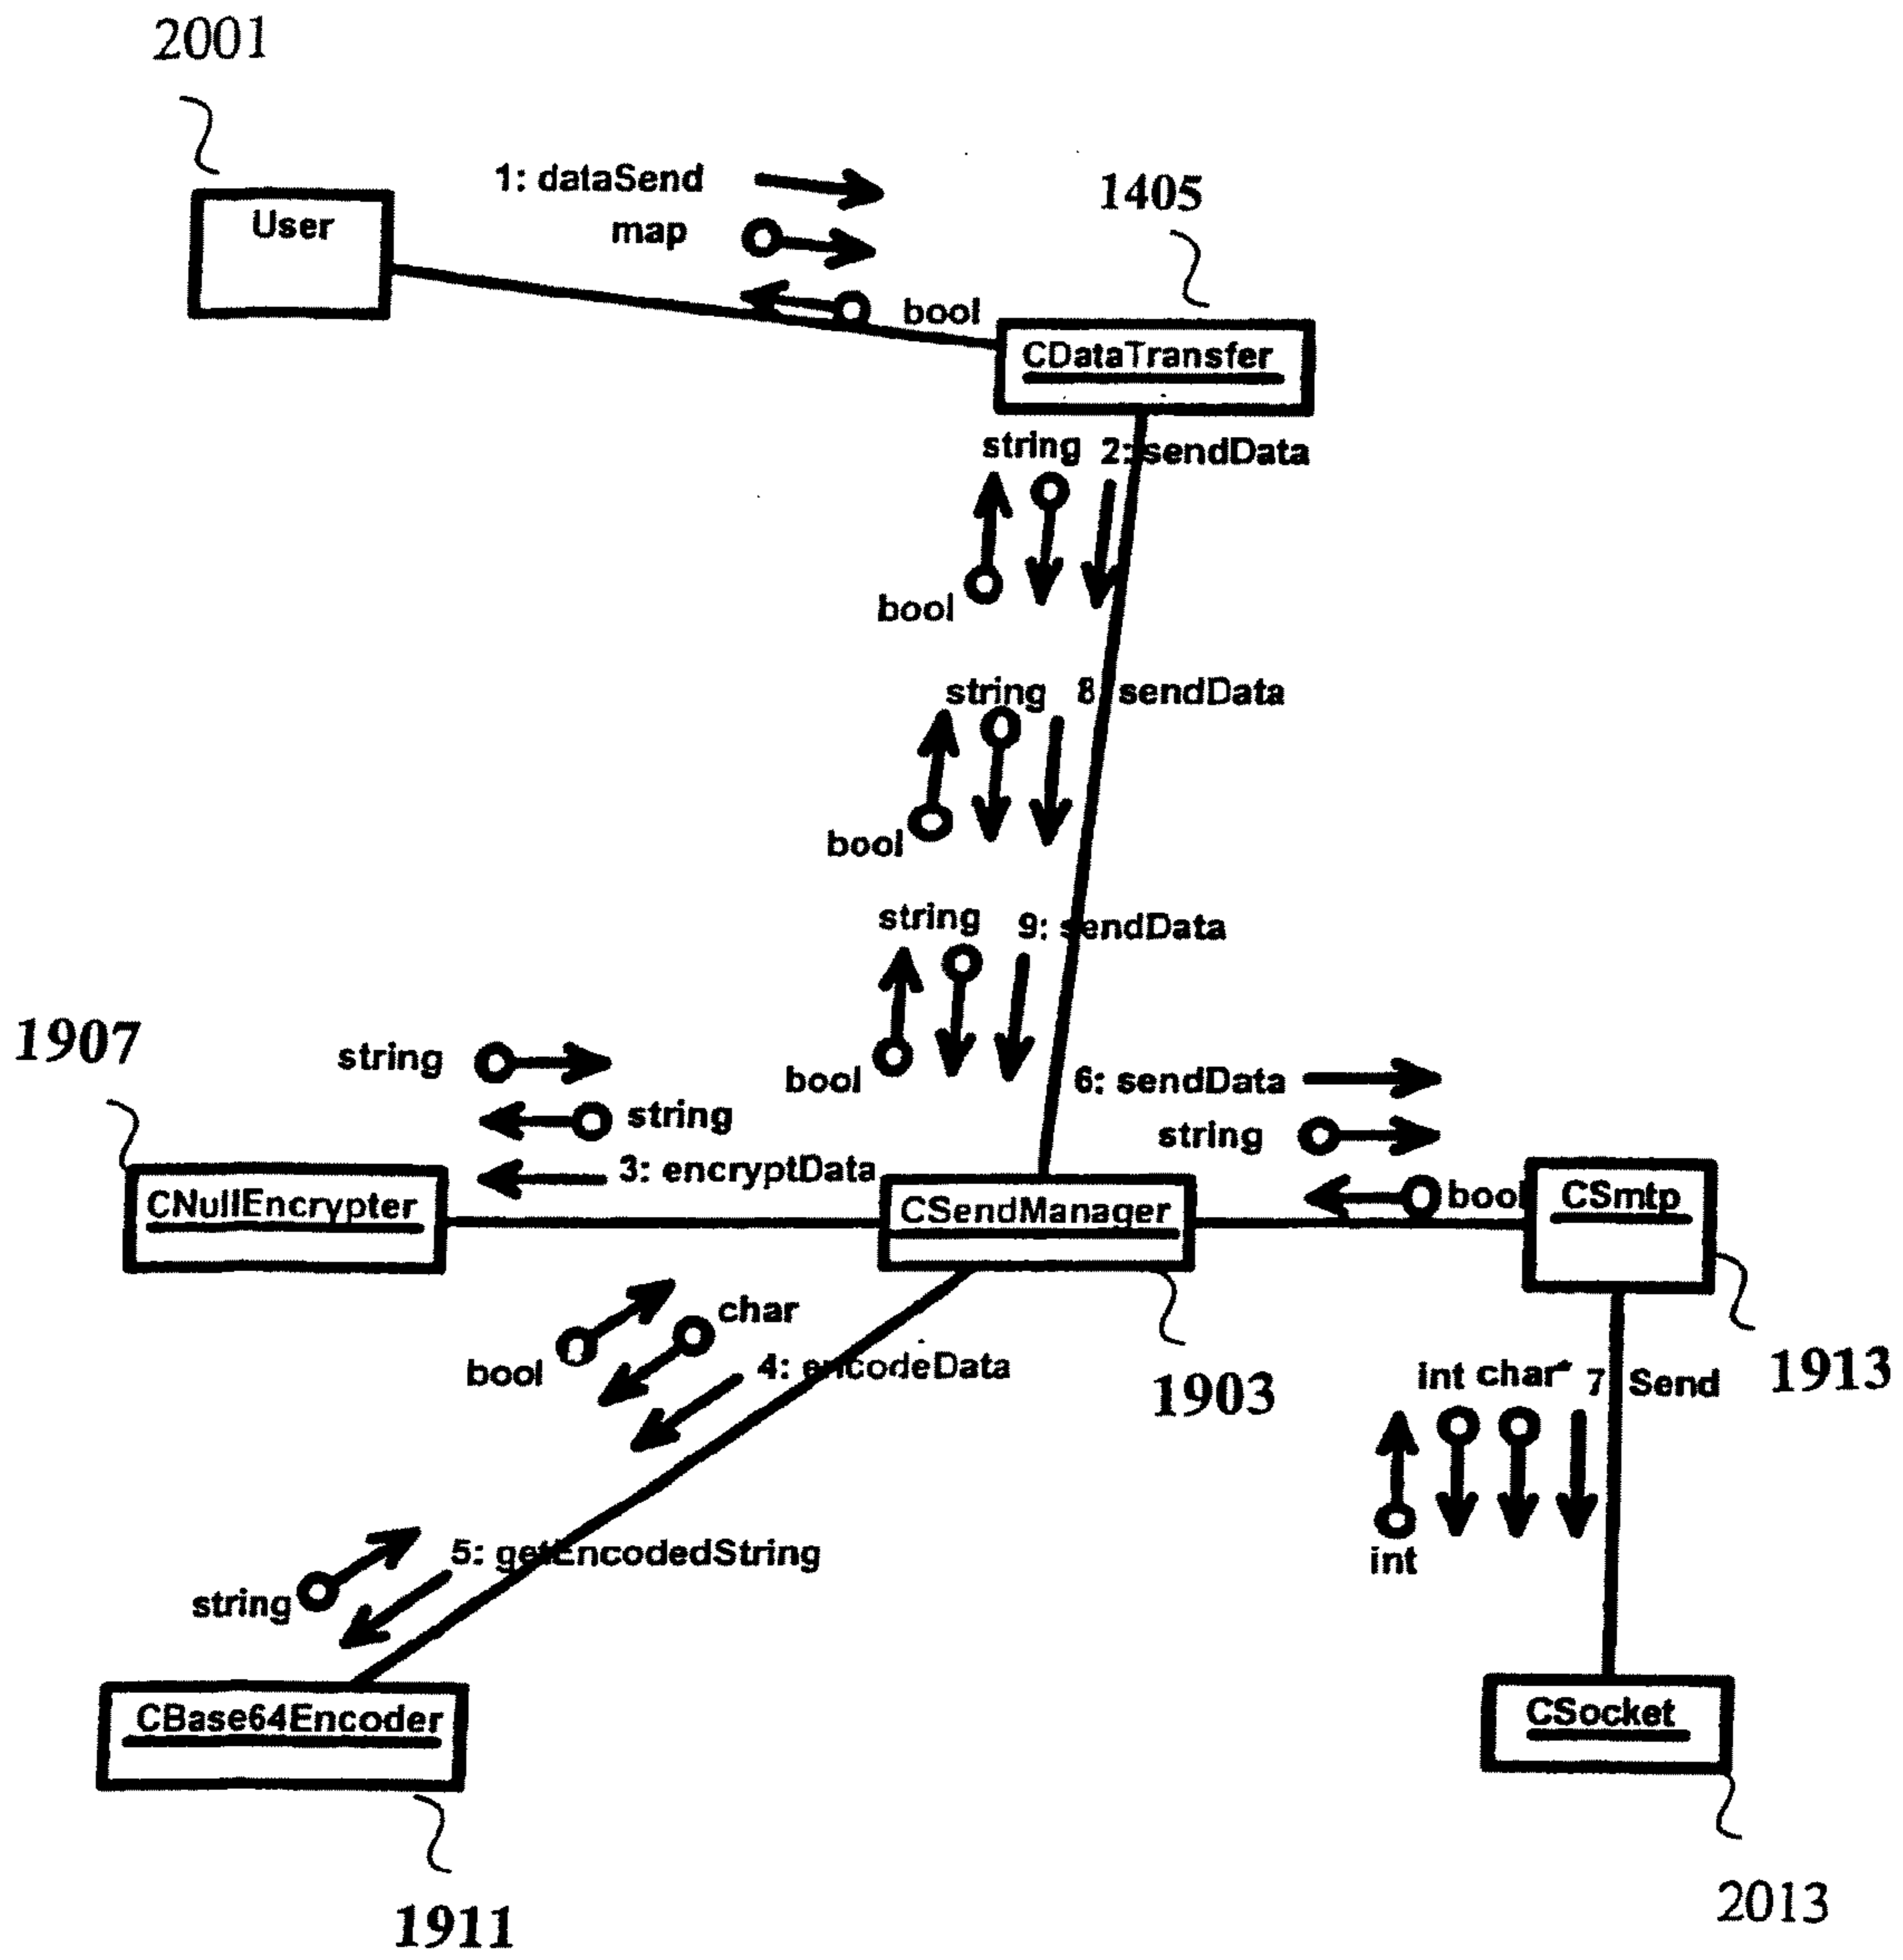 2001
1: dataSend
map
bool
User
1405
CDataTransfer
string 2: sendData
bool
string 8: sendData
bool
string 9: sendData
bool
1907
string
string
3: encryptData
6: sendData
string
bool
CNullEncrypter
CSendManager
CSmtp
char
bool
4: encodeData
1903
1913
int char* 7: Send
int
5: getEncodedString
string
CBase64Encoder
CSocket
1911
2013